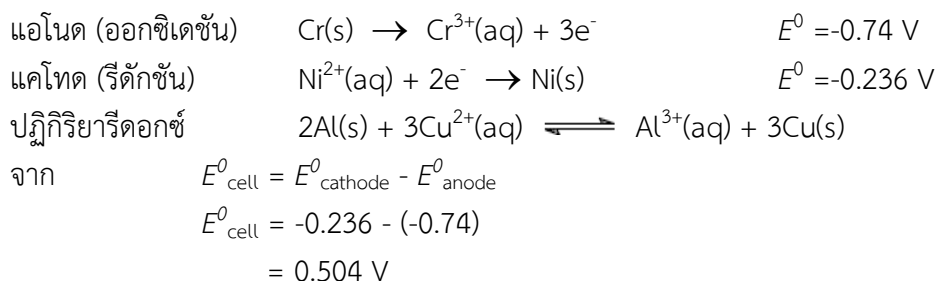 แอโนด (ออกซิเดชัน) Cr(s) → Cr³⁺(aq) + 3e⁻ E⁰ =-0.74 V
แคโทด (รีดักชัน) Ni²⁺(aq) + 2e⁻ → Ni(s) E⁰ =-0.236 V
ปฏิกิริยารีดอกซ์ 2Al(s) + 3Cu²⁺(aq) ⇌ Al³⁺(aq) + 3Cu(s)
จาก E⁰cell = E⁰cathode - E⁰anode
E⁰cell = -0.236 - (-0.74)
= 0.504 V